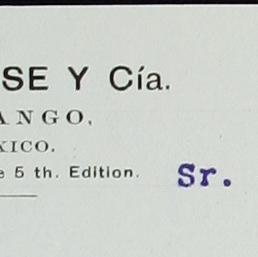 SE Y Cía.
ANGO,
XICO.
e 5 th. Edition.
Sr.